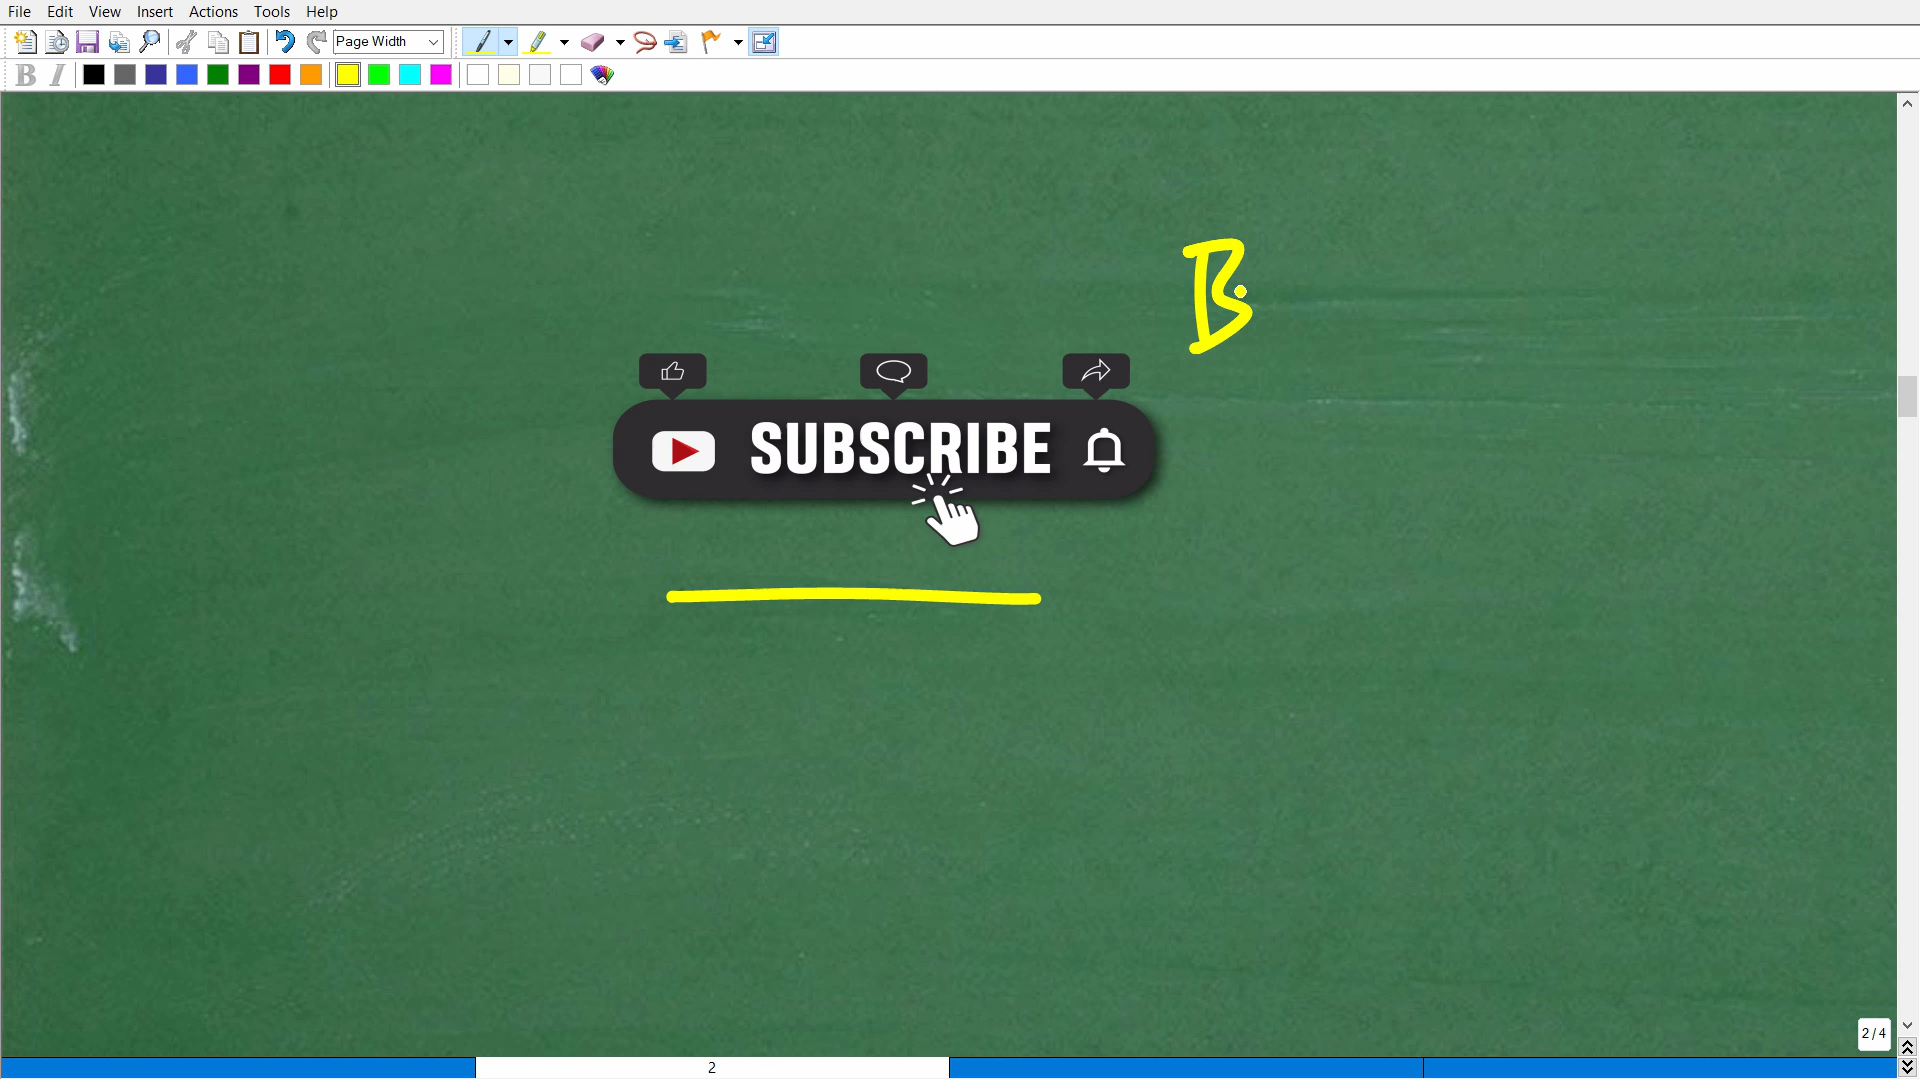 File Edit View Insert Actions Tools Help
Page Width
B I
B
SUBSCRIBE
2 / 4
2